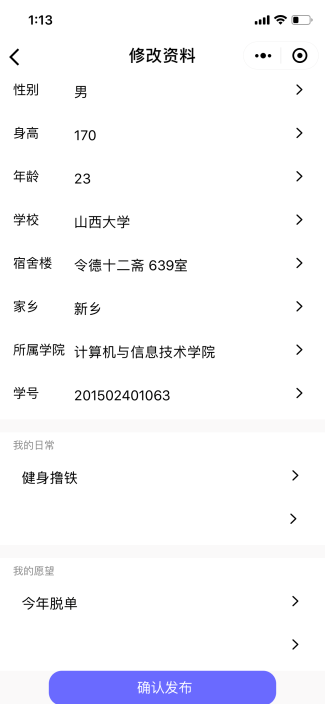 1:13
修改资料
性别 男
身高 170
年龄 23
学校 山西大学
宿舍楼 令德十二斋 639室
家乡 新乡
所属学院 计算机与信息技术学院
学号 201502401063
我的日常
健身撸铁
我的愿望
今年脱单
确认发布